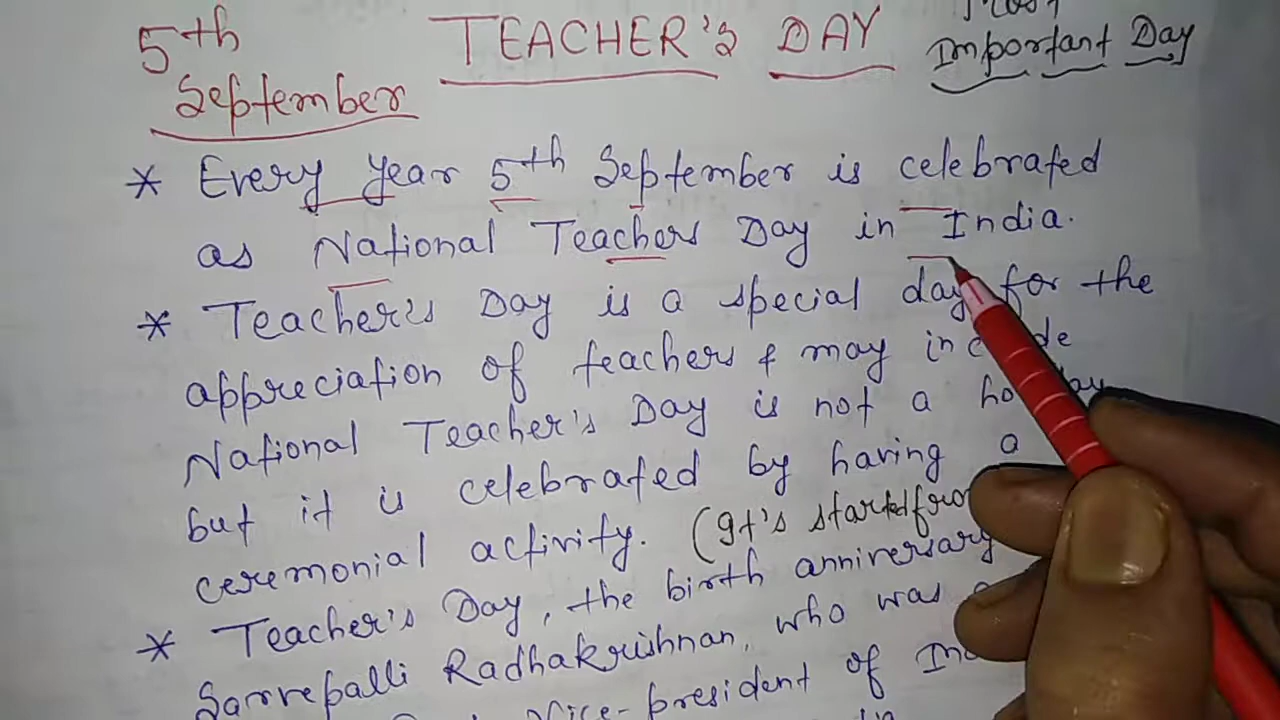 5th September
TEACHER'S DAY
Most
Important Day
* Every year 5th September is celebrated
as National Teachers Day in India.
* Teacher's Day is a special day for the
appreciation of teachers & may
National Teacher's Day is not a
but it is celebrated by having a
ceremonial activity. (It's started
* Teacher's Day, the birth anniversary
Sarvepalli Radhakrishnan, who was
Vice-president of